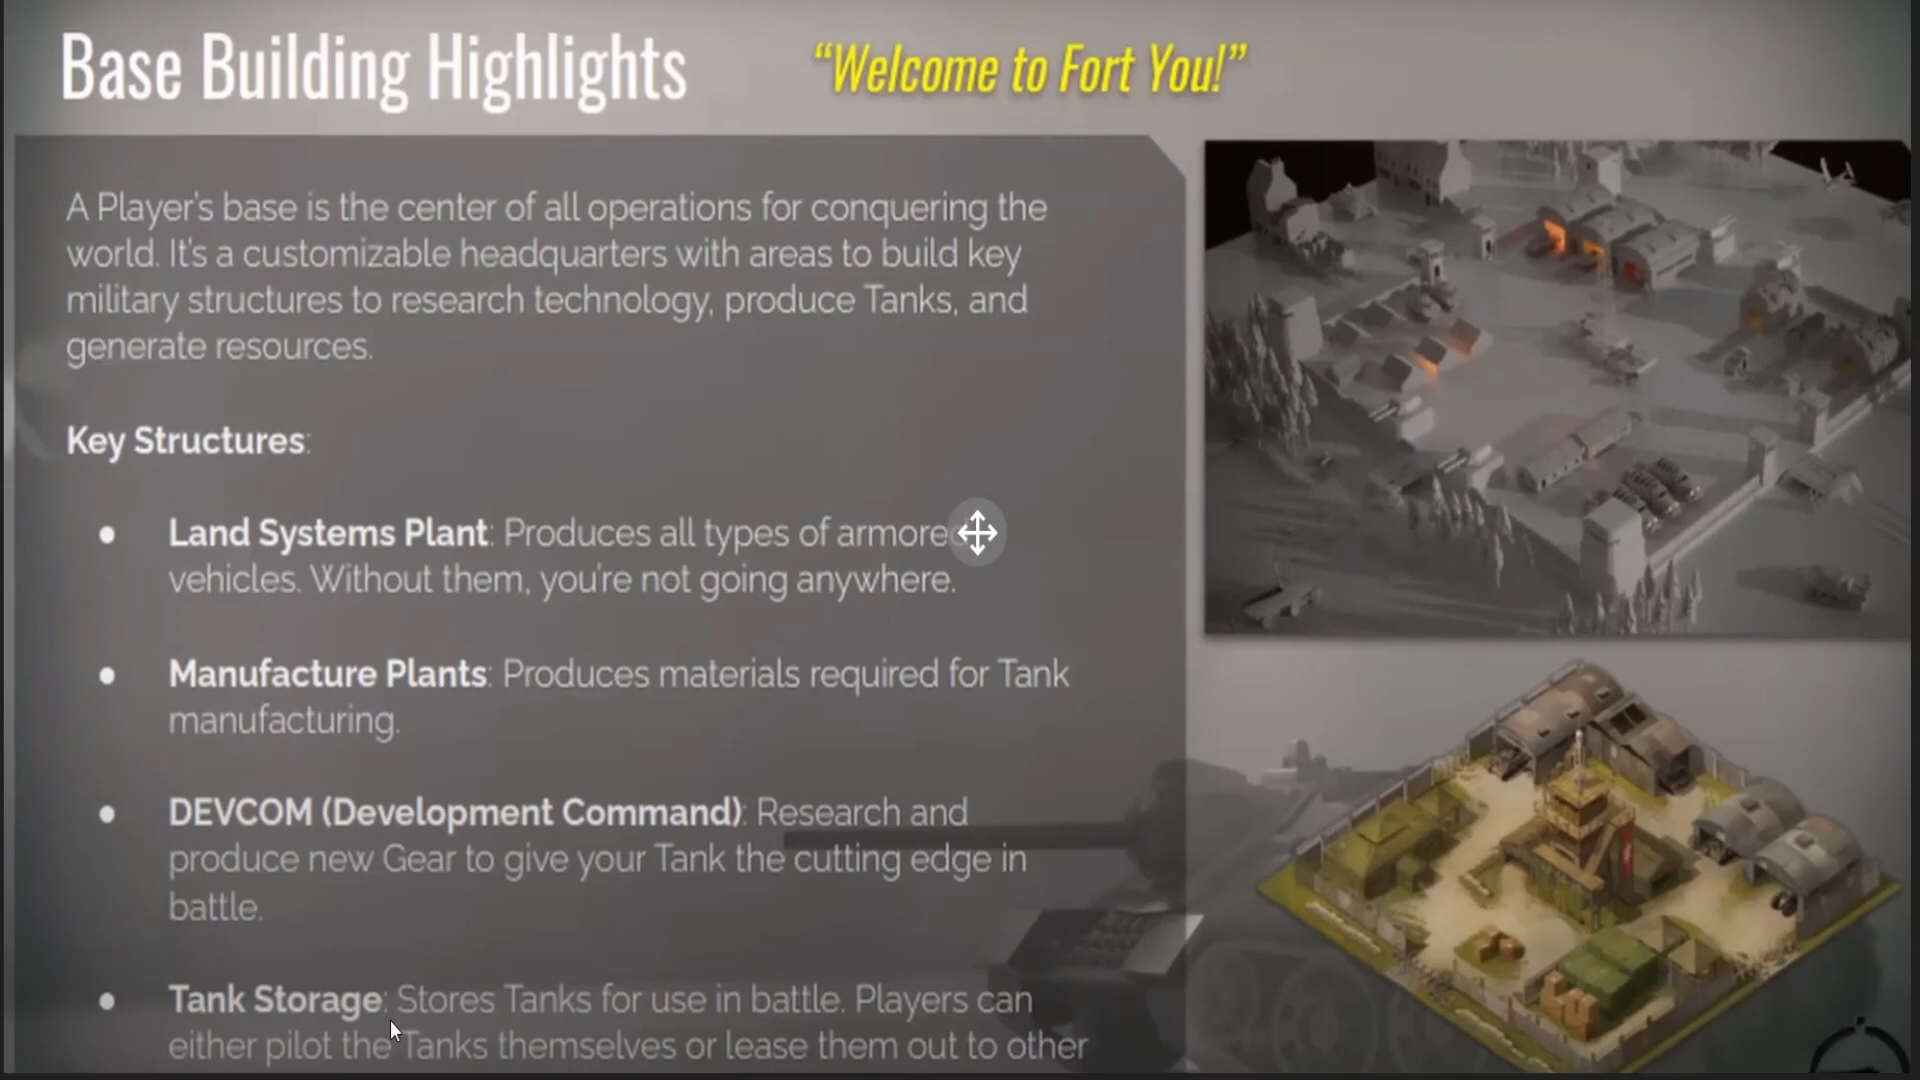 Base Building Highlights
“Welcome to Fort You!”
A Player's base is the center of all operations for conquering the
world. It's a customizable headquarters with areas to build key
military structures to research technology, produce Tanks, and
generate resources.
Key Structures:
● Land Systems Plant: Produces all types of armore
vehicles. Without them, you're not going anywhere.
● Manufacture Plants: Produces materials required for Tank
manufacturing.
● DEVCOM (Development Command): Research and
produce new Gear to give your Tank the cutting edge in
battle.
● Tank Storage: Stores Tanks for use in battle. Players can
either pilot the Tanks themselves or lease them out to other